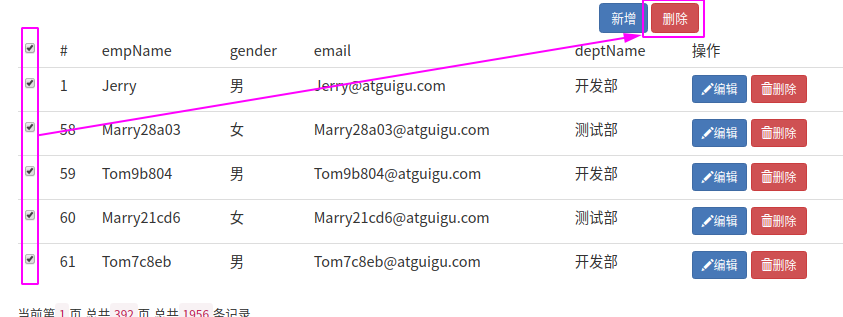 新增 删除
# empName gender email deptName 操作
1 Jerry 男 Jerry@atguigu.com 开发部 编辑 删除
58 Marry28a03 女 Marry28a03@atguigu.com 测试部 编辑 删除
59 Tom9b804 男 Tom9b804@atguigu.com 开发部 编辑 删除
60 Marry21cd6 女 Marry21cd6@atguigu.com 测试部 编辑 删除
61 Tom7c8eb 男 Tom7c8eb@atguigu.com 开发部 编辑 删除
当前第 1 页,总共 392 页,总共 1956 条记录